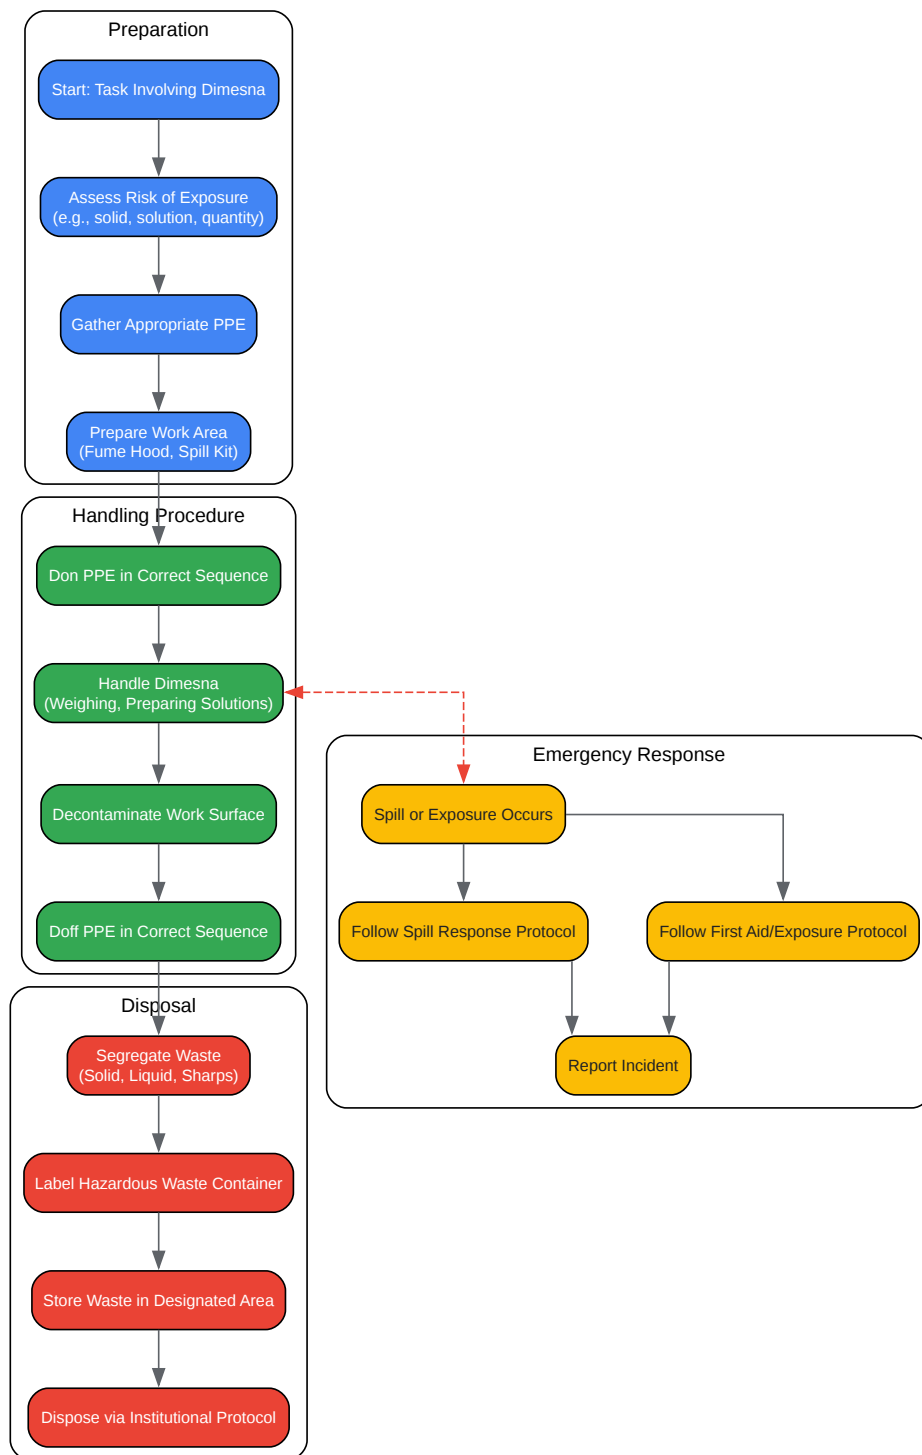 Preparation
Start: Task Involving Dimesna
Assess Risk of Exposure
(e.g., solid, solution, quantity)
Gather Appropriate PPE
Prepare Work Area
(Fume Hood, Spill Kit)
Handling Procedure
Don PPE in Correct Sequence
Handle Dimesna
(Weighing, Preparing Solutions)
Decontaminate Work Surface
Doff PPE in Correct Sequence
Emergency Response
Spill or Exposure Occurs
Follow Spill Response Protocol
Follow First Aid/Exposure Protocol
Report Incident
Disposal
Segregate Waste
(Solid, Liquid, Sharps)
Label Hazardous Waste Container
Store Waste in Designated Area
Dispose via Institutional Protocol